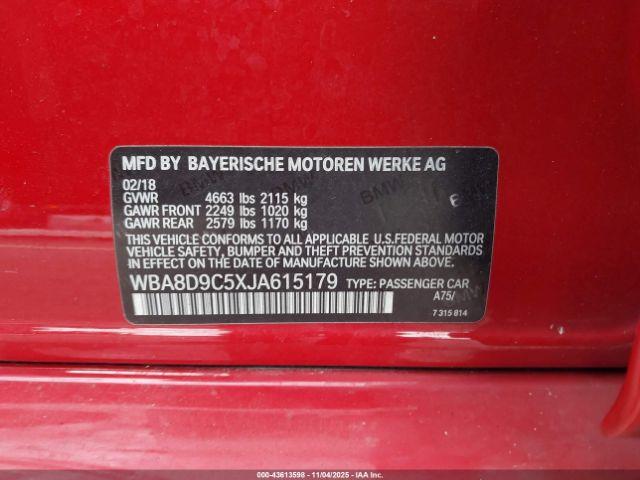 MFD BY BAYERISCHE MOTOREN WERKE AG
02/18
GVWR 4663 lbs 2115 kg
GAWR FRONT 2249 lbs 1020 kg
GAWR REAR 2579 lbs 1170 kg
THIS VEHICLE CONFORMS TO ALL APPLICABLE U.S.FEDERAL MOTOR
VEHICLE SAFETY, BUMPER AND THEFT PREVENTION STANDARDS
IN EFFECT ON THE DATE OF MANUFACTURE SHOWN ABOVE.
WBA8D9C5XJA615179 TYPE: PASSENGER CAR
A75/
7 315 814
000-43613598 - 11/04/2025 - IAA Inc.